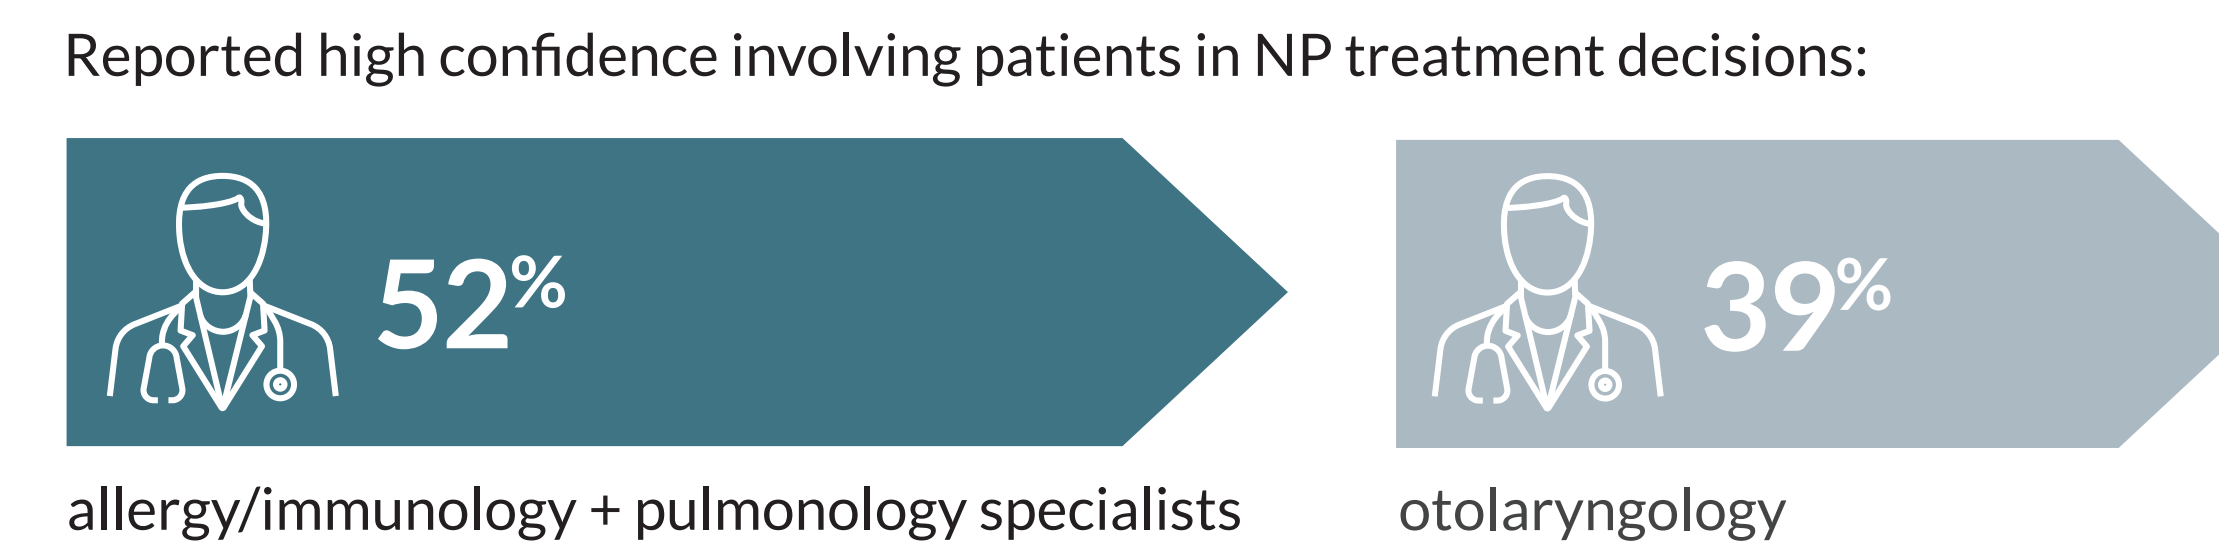 Reported high confidence involving patients in NP treatment decisions:
52%
39%
allergy/immunology + pulmonology specialists
otolaryngology